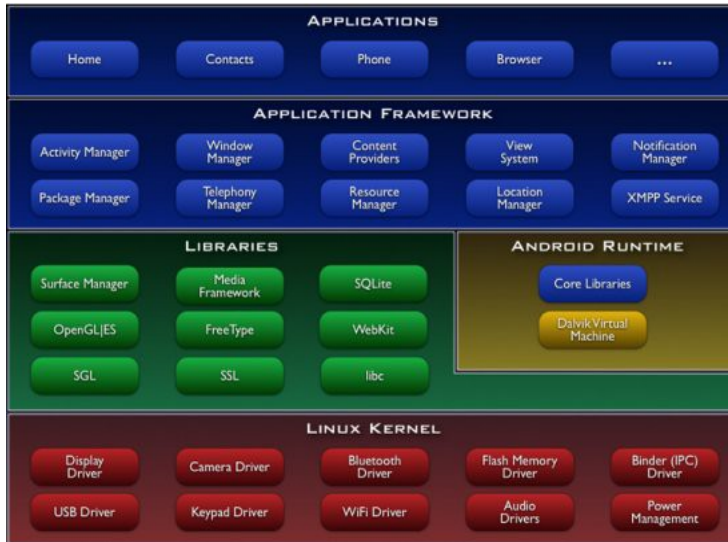 APPLICATIONS
Home
Contacts
Phone
Browser
...
APPLICATION FRAMEWORK
Activity Manager
Window
Manager
Content
Providers
View
System
Notification
Manager
Package Manager
Telephony
Manager
Resource
Manager
Location
Manager
XMPP Service
LIBRARIES
Surface Manager
Media
Framework
SQLite
OpenGL|ES
FreeType
WebKit
SGL
SSL
libc
ANDROID RUNTIME
Core Libraries
Dalvik Virtual
Machine
LINUX KERNEL
Display
Driver
Camera Driver
Bluetooth
Driver
Flash Memory
Driver
Binder (IPC)
Driver
USB Driver
Keypad Driver
WiFi Driver
Audio
Drivers
Power
Management